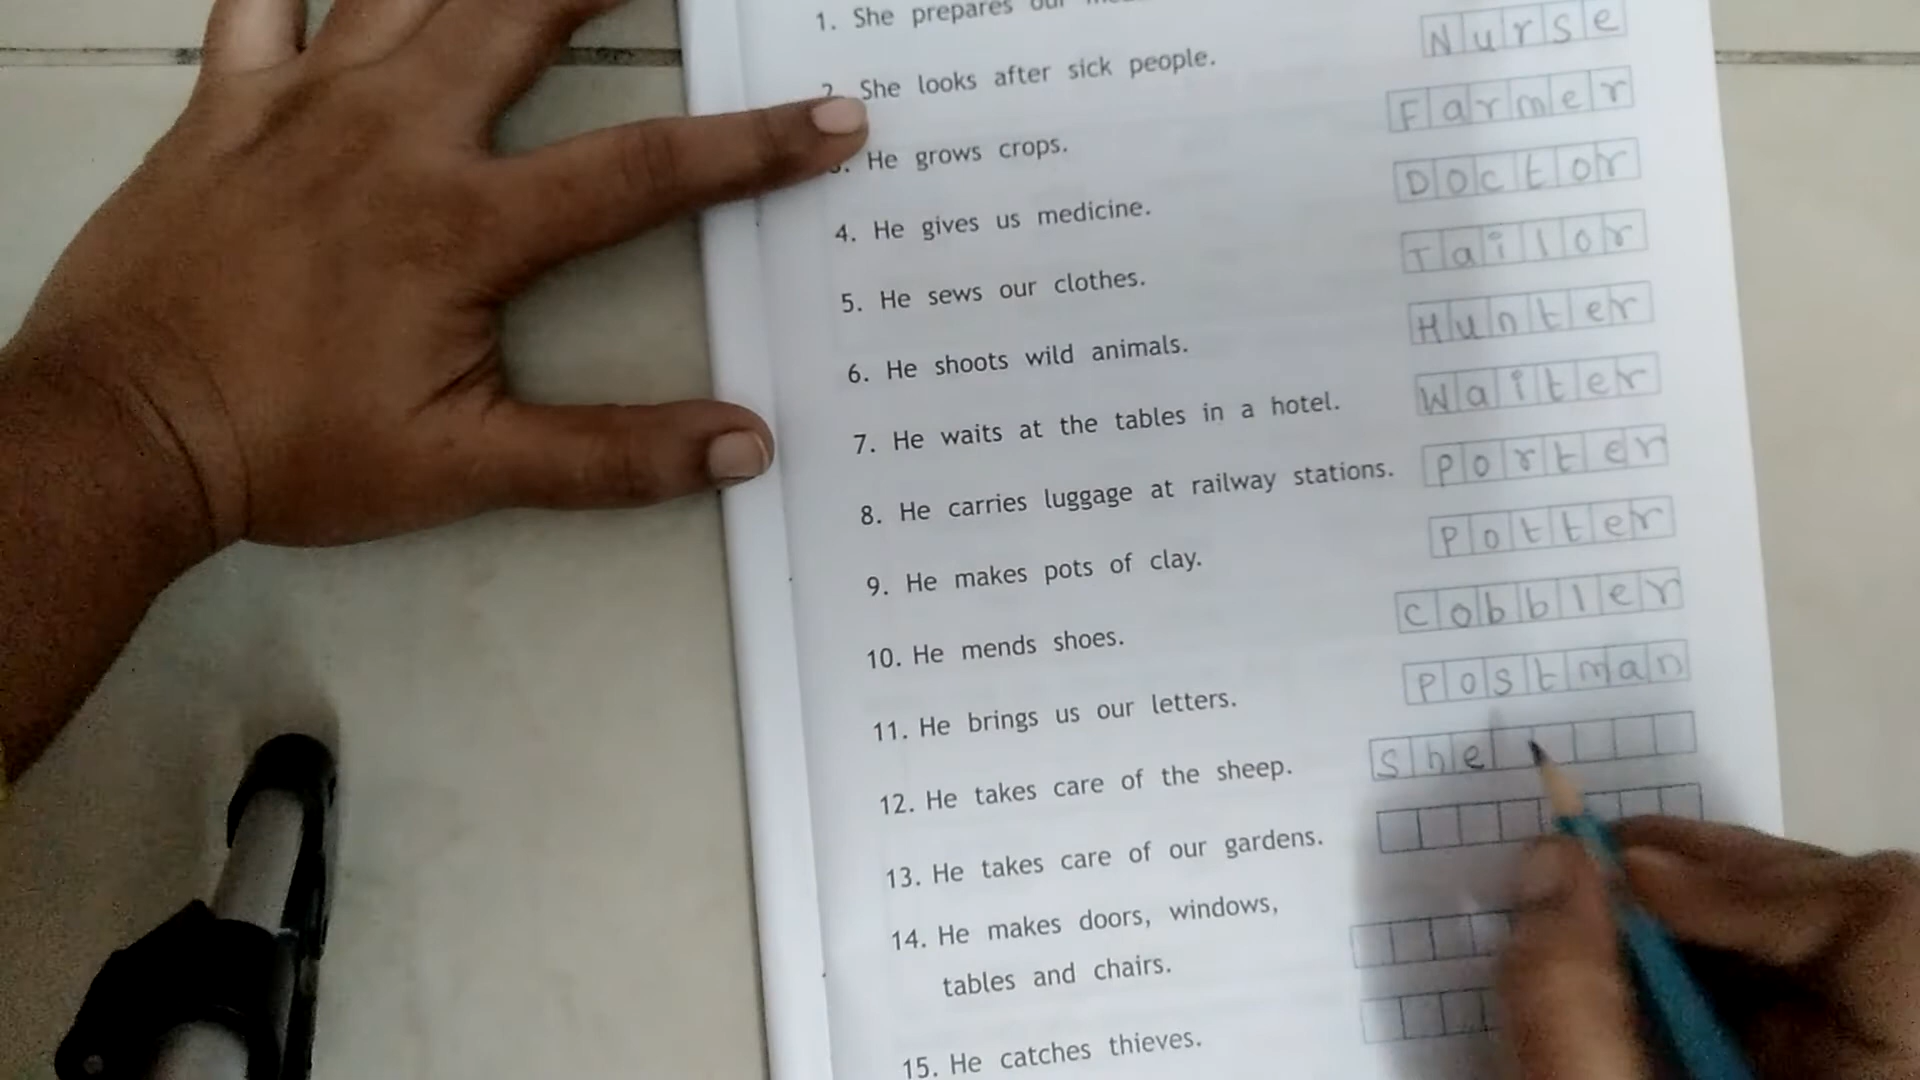 1. She prepares our
Nurse
2. She looks after sick people.
Farmer
3. He grows crops.
Doctor
4. He gives us medicine.
Tailor
5. He sews our clothes.
Hunter
6. He shoots wild animals.
Waiter
7. He waits at the tables in a hotel.
Porter
8. He carries luggage at railway stations.
Potter
9. He makes pots of clay.
Cobbler
10. He mends shoes.
Postman
11. He brings us our letters.
She
12. He takes care of the sheep.
13. He takes care of our gardens.
14. He makes doors, windows,
tables and chairs.
15. He catches thieves.